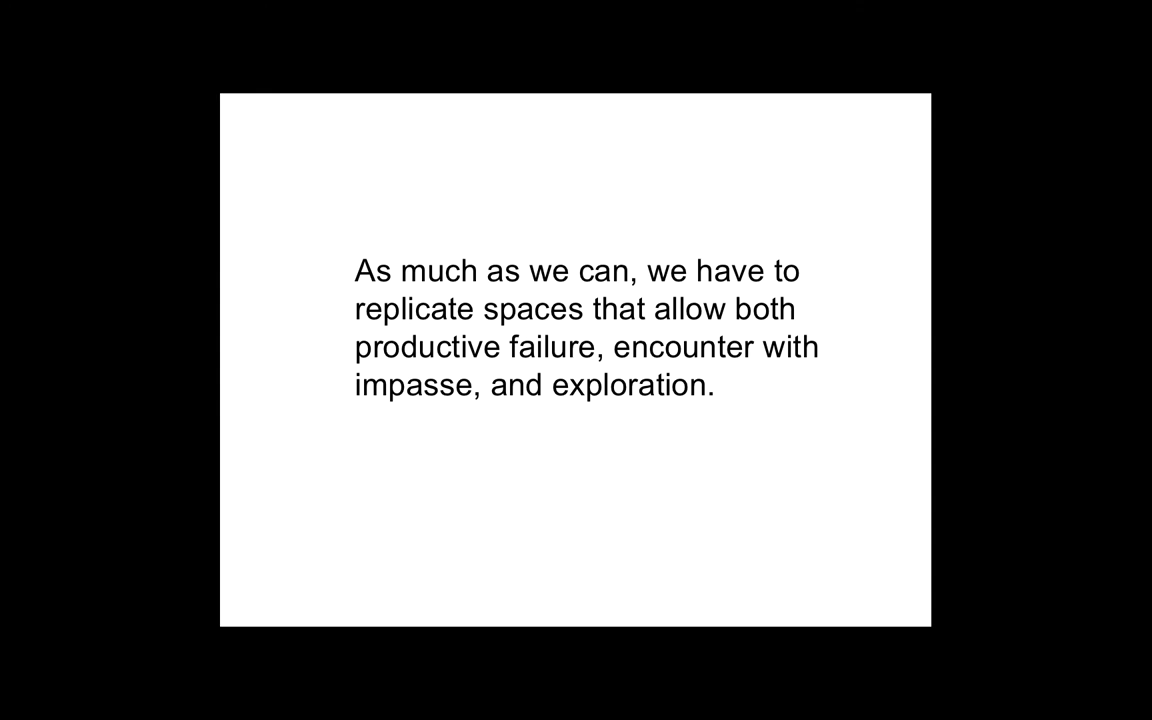 As much as we can, we have to
replicate spaces that allow both
productive failure, encounter with
impasse, and exploration.